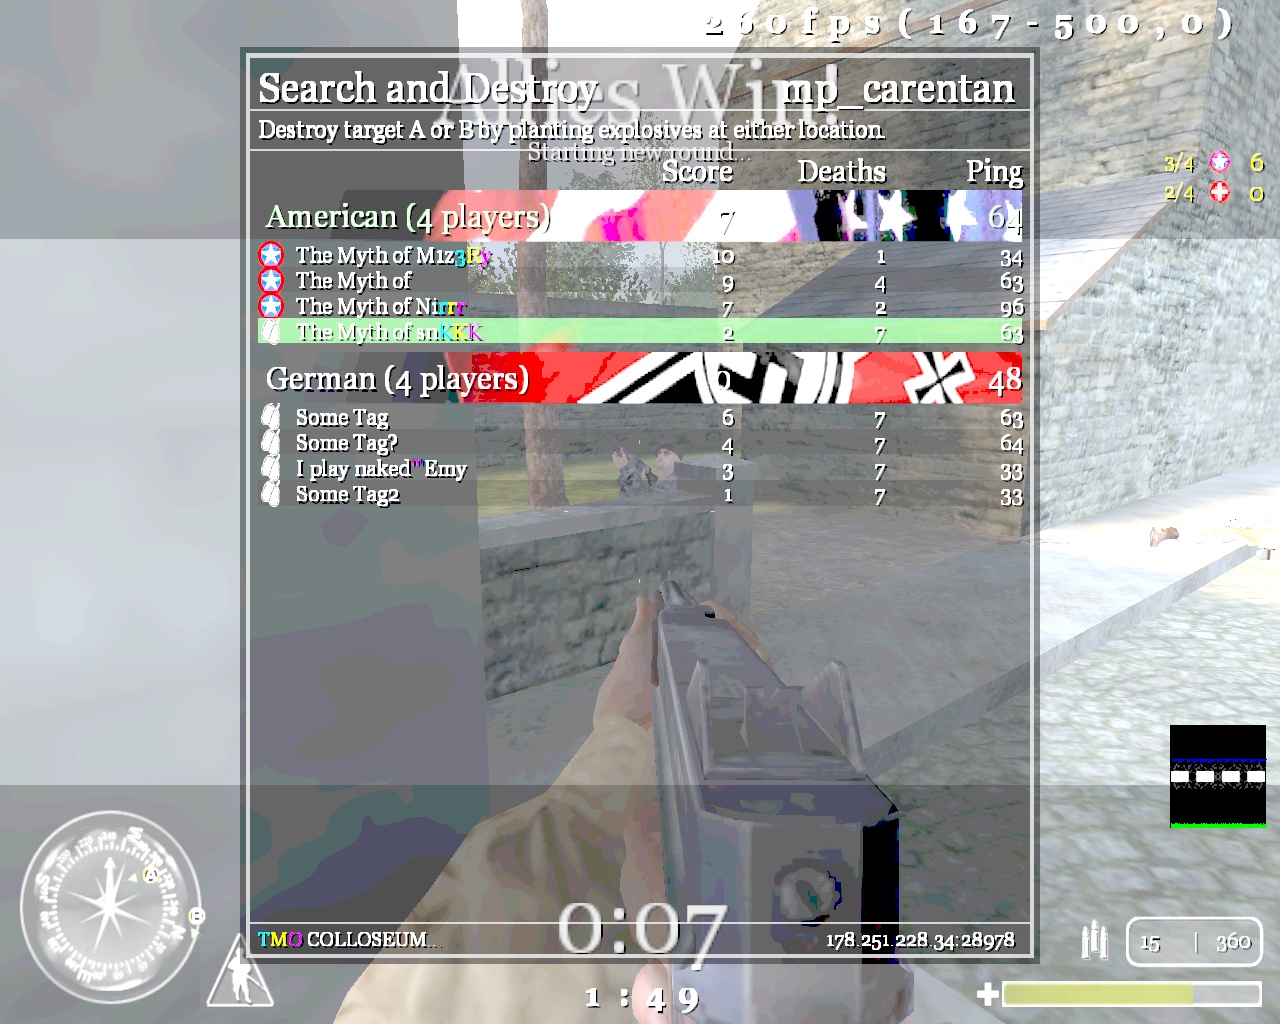 260fps(167-500,0)
Allies Win!
Search and Destroy mp_carentan
Destroy target A or B by planting explosives at either location.
Starting new round...
Score Deaths Ping
3/4 6
2/4 0
American (4 players) 7 64
The Myth of M1z3Ry 10 1 34
The Myth of 9 4 63
The Myth of Nirrr 7 2 96
The Myth of snKKK 2 7 63
German (4 players) 0 48
Some Tag 6 7 63
Some Tag? 4 7 64
I play naked Emy 3 7 33
Some Tag2 1 7 33
A
B
0:07
TMO COLLOSEUM... 178.251.228.34:28978
15 | 360
1:49